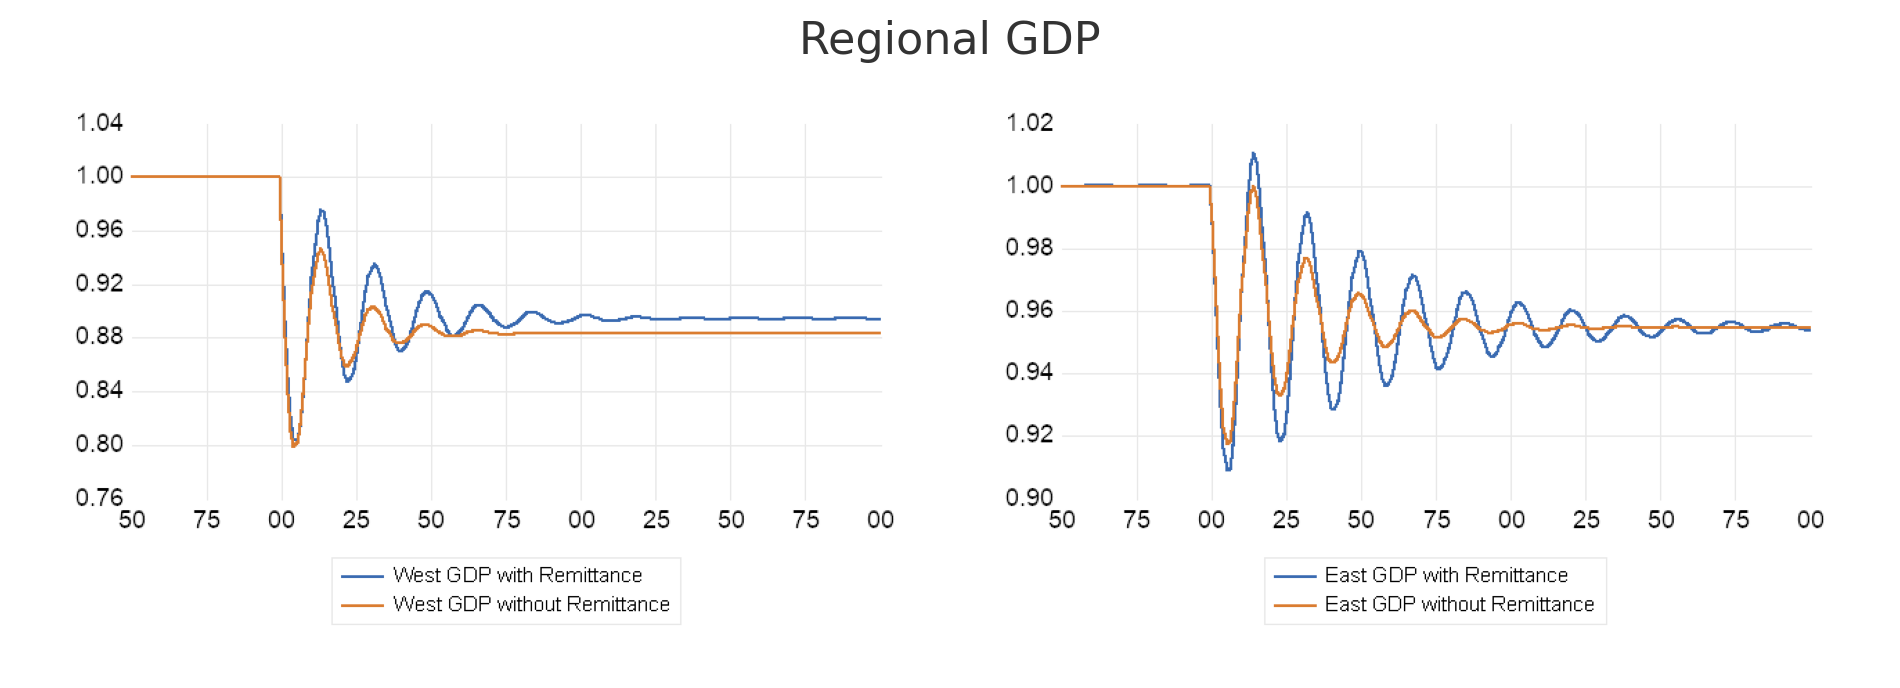 Regional GDP
1.04
1.00
0.96
0.92
0.88
0.84
0.80
0.76
50 75 00 25 50 75 00 25 50 75 00
West GDP with Remittance
West GDP without Remittance
1.02
1.00
0.98
0.96
0.94
0.92
0.90
50 75 00 25 50 75 00 25 50 75 00
East GDP with Remittance
East GDP without Remittance